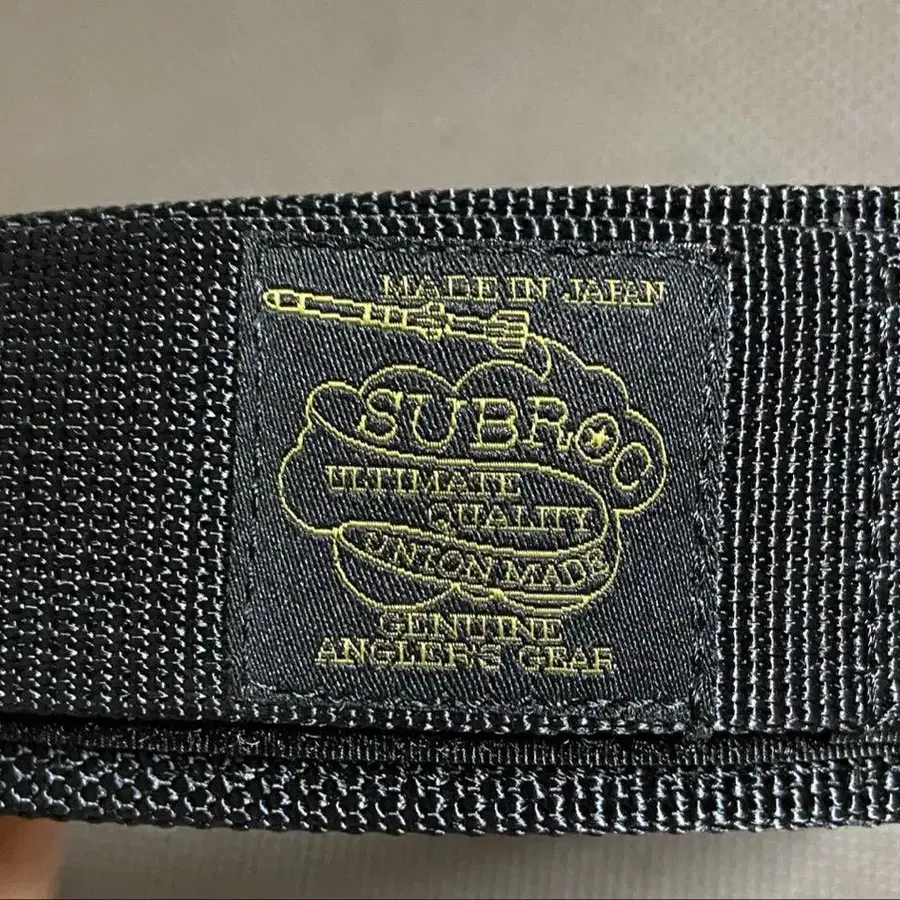 MADE IN JAPAN
SUBROC
ULTIMATE
QUALITY
UNION MADE
GENUINE
ANGLER'S GEAR